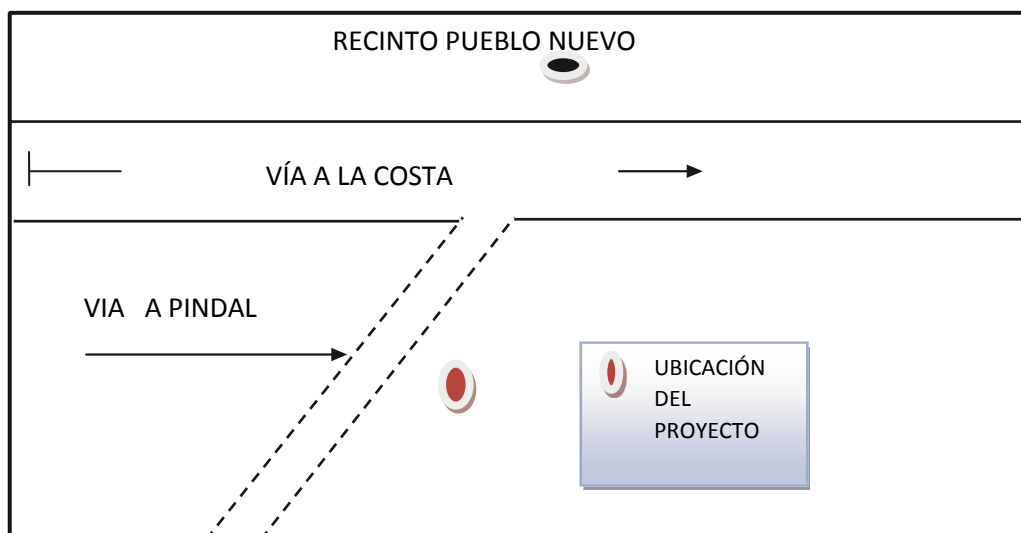 RECINTO PUEBLO NUEVO
VÍA A LA COSTA
VIA A PINDAL
UBICACIÓN
DEL
PROYECTO